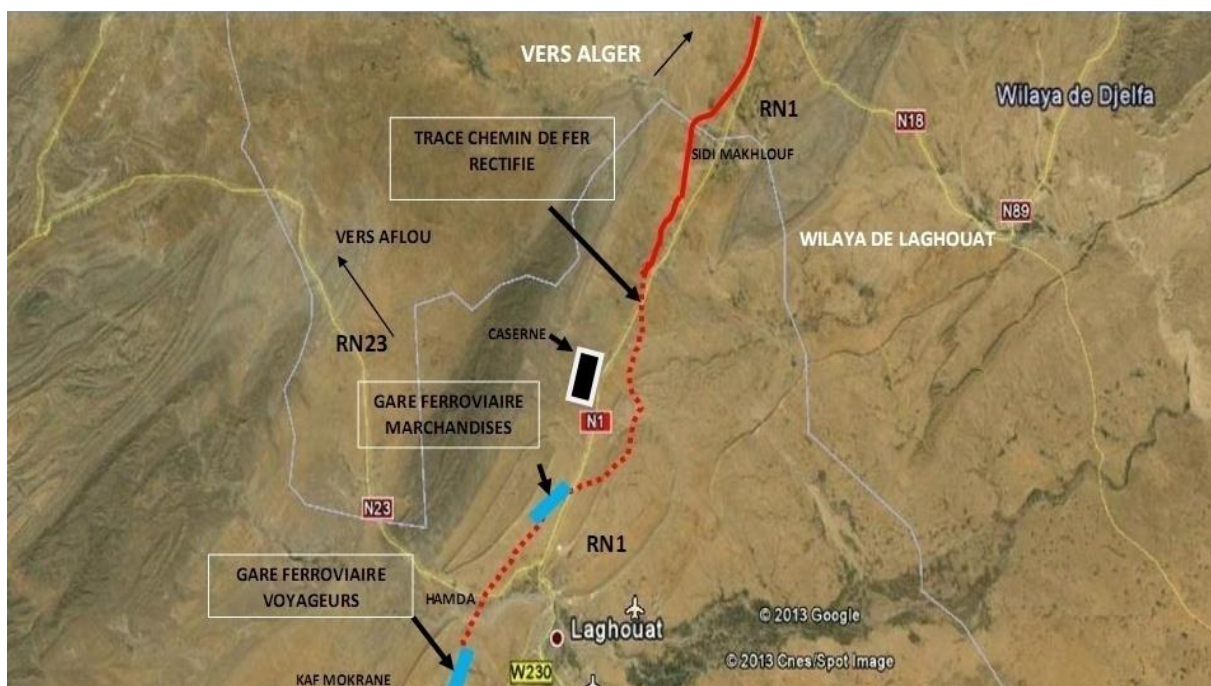 VERS ALGER
Wilaya de Djelfa
RN1
N18
TRACE CHEMIN DE FER
RECTIFIE
SIDI MAKHLOUF
N89
VERS AFLOU
WILAYA DE LAGHOUAT
CASERNE
RN23
GARE FERROVIAIRE
MARCHANDISES
N1
N23
RN1
GARE FERROVIAIRE
VOYAGEURS
HAMDA
© 2013 Google
Laghouat
© 2013 Cnes/Spot Image
W230
KAF MOKRANE